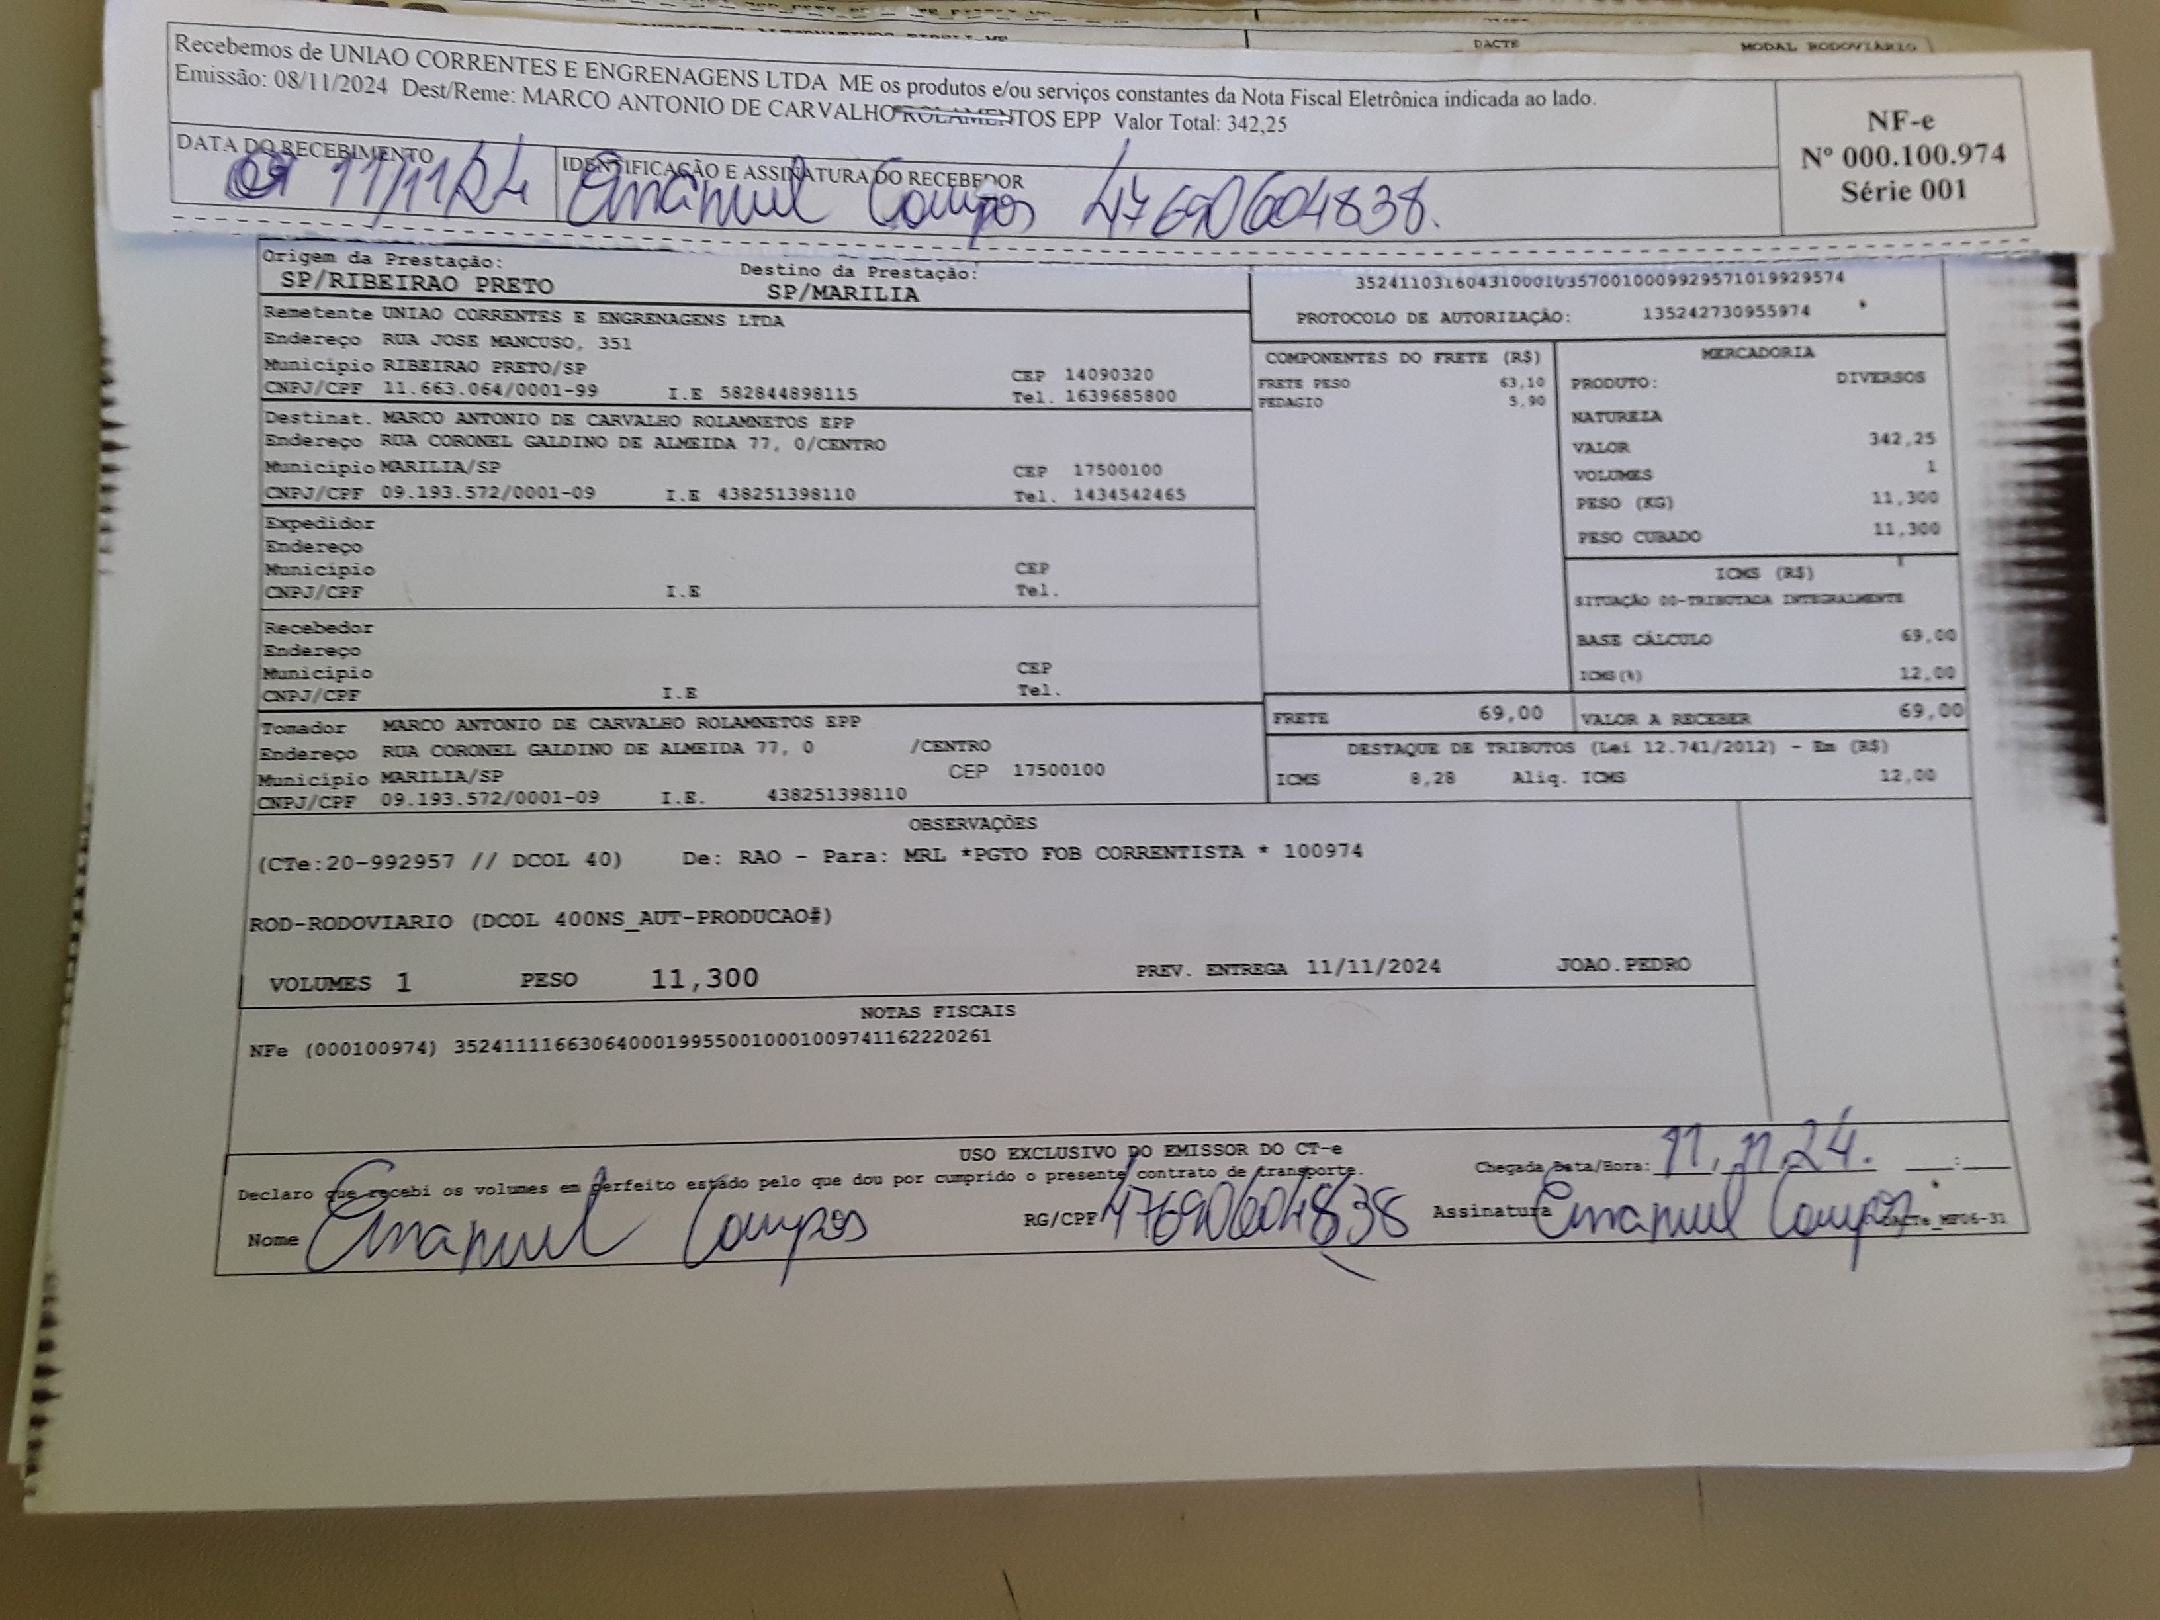 DACTE MODAL RODOVIÁRIO
Recebemos de UNIAO CORRENTES E ENGRENAGENS LTDA ME os produtos e/ou serviços constantes da Nota Fiscal Eletrônica indicada ao lado.
Emissão: 08/11/2024 Dest/Reme: MARCO ANTONIO DE CARVALHO ROLAMENTOS EPP Valor Total: 342,25
NF-e
Nº 000.100.974
Série 001
DATA DO RECEBIMENTO
11/11/24
IDENTIFICAÇÃO E ASSINATURA DO RECEBEDOR
Emanuel Campos 47690604838.
Origem da Prestação: Destino da Prestação:
SP/RIBEIRAO PRETO SP/MARILIA
Remetente UNIAO CORRENTES E ENGRENAGENS LTDA
Endereço RUA JOSE MANCUSO, 351
Município RIBEIRAO PRETO/SP CEP 14090320
CNPJ/CPF 11.663.064/0001-99 I.E 582844898115 Tel. 1639685800
Destinat. MARCO ANTONIO DE CARVALHO ROLAMNETOS EPP
Endereço RUA CORONEL GALDINO DE ALMEIDA 77, 0/CENTRO
Município MARILIA/SP CEP 17500100
CNPJ/CPF 09.193.572/0001-09 I.E 438251398110 Tel. 1434542465
Expedidor
Endereço
Município CEP
CNPJ/CPF I.E Tel.
Recebedor
Endereço
Município CEP
CNPJ/CPF I.E Tel.
Tomador MARCO ANTONIO DE CARVALHO ROLAMNETOS EPP
Endereço RUA CORONEL GALDINO DE ALMEIDA 77, 0 /CENTRO
Município MARILIA/SP CEP 17500100
CNPJ/CPF 09.193.572/0001-09 I.E. 438251398110
35241103160431000103570010009929571019929574
PROTOCOLO DE AUTORIZAÇÃO: 135242730955974
COMPONENTES DO FRETE (R$)
FRETE PESO 63,10
PEDAGIO 5,90
MERCADORIA
PRODUTO: DIVERSOS
NATUREZA
VALOR 342,25
VOLUMES 1
PESO (KG) 11,300
PESO CUBADO 11,300
ICMS (R$)
SITUAÇÃO 00-TRIBUTADA INTEGRALMENTE
BASE CÁLCULO 69,00
ICMS(%) 12,00
FRETE 69,00 VALOR A RECEBER 69,00
DESTAQUE DE TRIBUTOS (Lei 12.741/2012) - Em (R$)
ICMS 8,28 Aliq. ICMS 12,00
OBSERVAÇÕES
(CTe:20-992957 // DCOL 40) De: RAO - Para: MRL *PGTO FOB CORRENTISTA * 100974
ROD-RODOVIARIO (DCOL 400NS_AUT-PRODUCAO#)
VOLUMES 1 PESO 11,300 PREV. ENTREGA 11/11/2024 JOAO.PEDRO
NOTAS FISCAIS
NFe (000100974) 35241111663064000199550010001009741162220261
USO EXCLUSIVO DO EMISSOR DO CT-e
Declaro que recebi os volumes em perfeito estado pelo que dou por cumprido o presente contrato de transporte.
Chegada Data/Hora: 11.11.24. __:__
Nome Emanuel Campos RG/CPF 47690604838 Assinatura Emanuel Campos